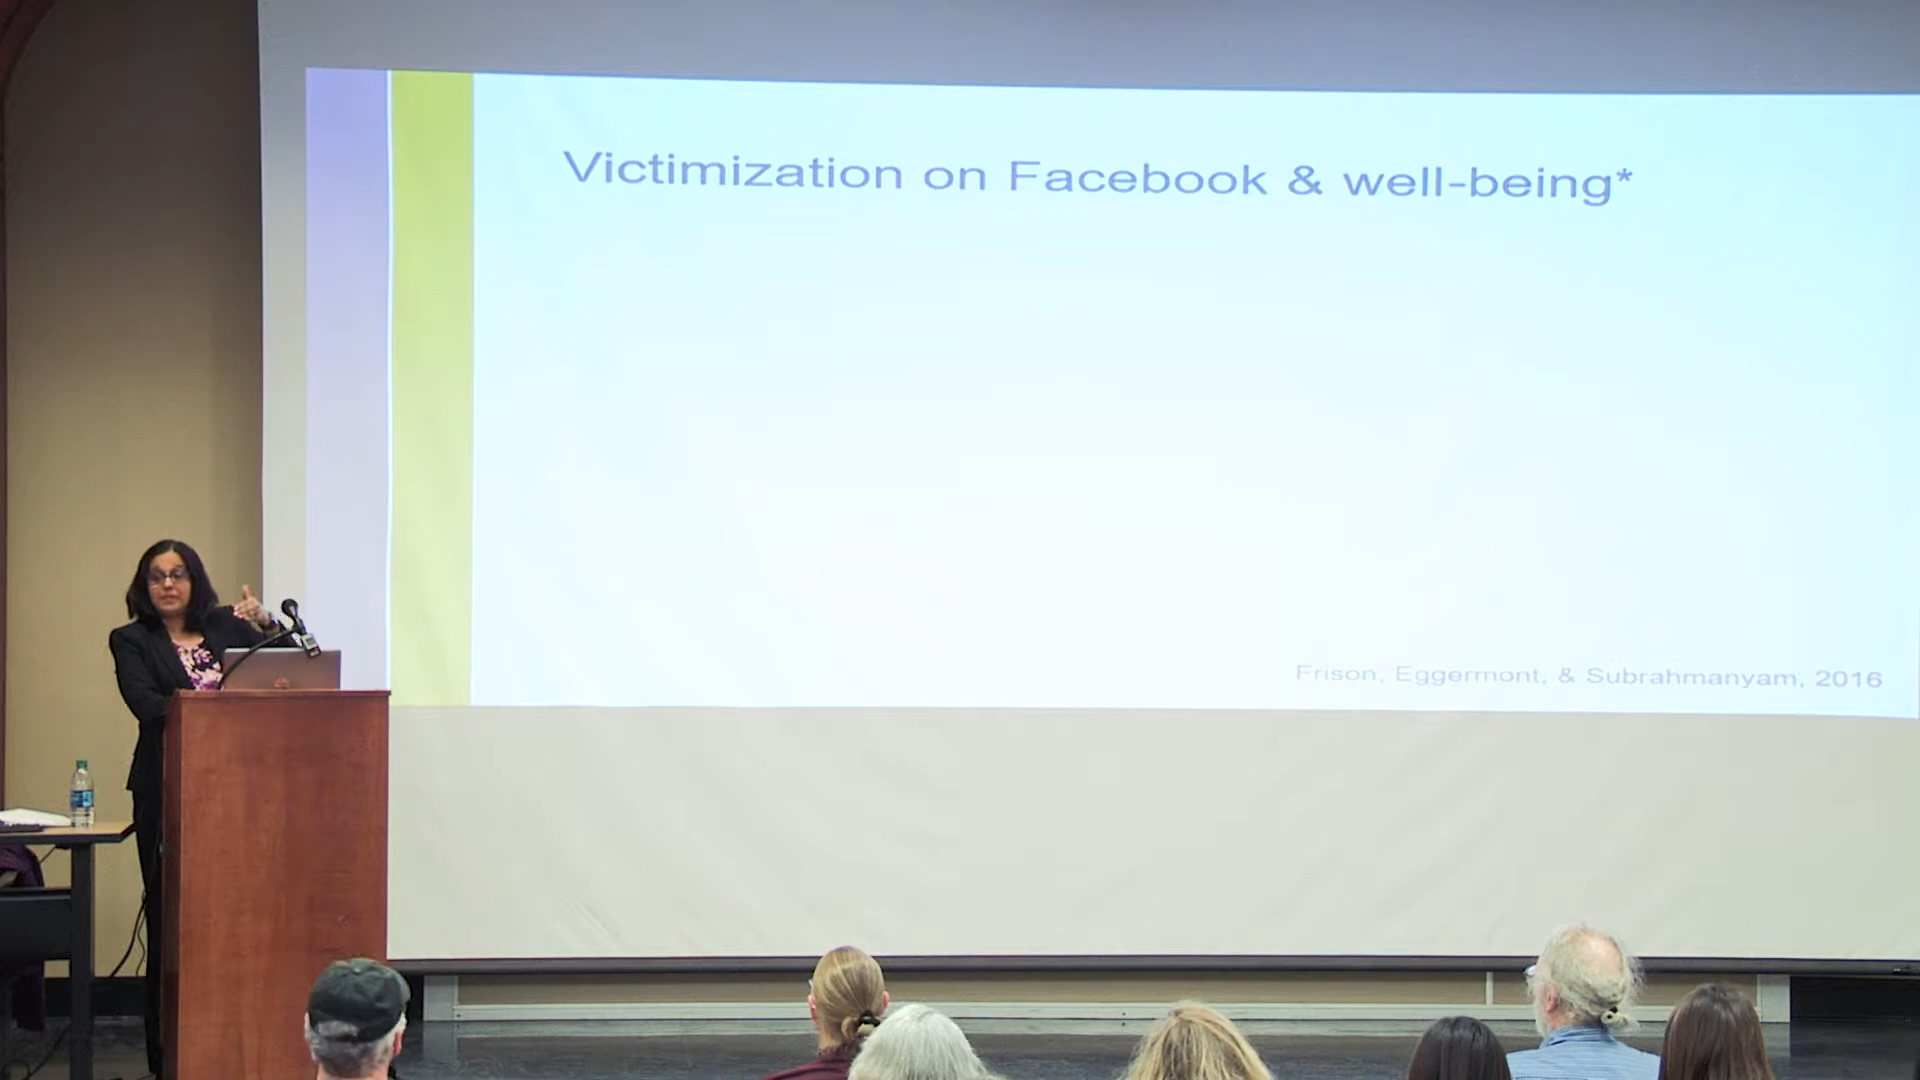 Victimization on Facebook & well-being*
Frison, Eggermont, & Subrahmanyam, 2016